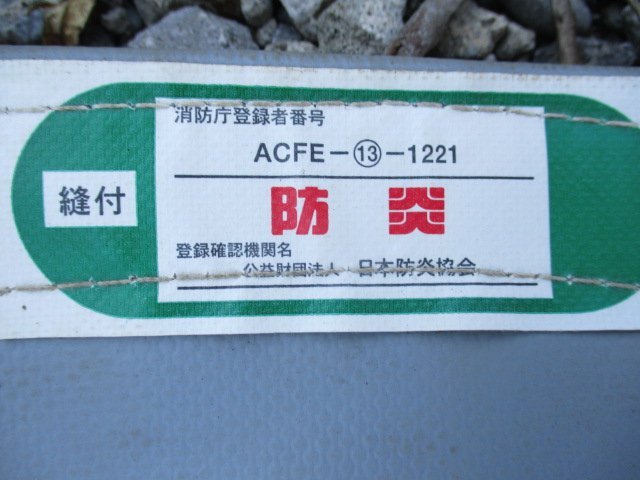 消防庁登録者番号
ACFE-⑬-1221
縫付
防炎
登録確認機関名
公益財団法人 日本防炎協会